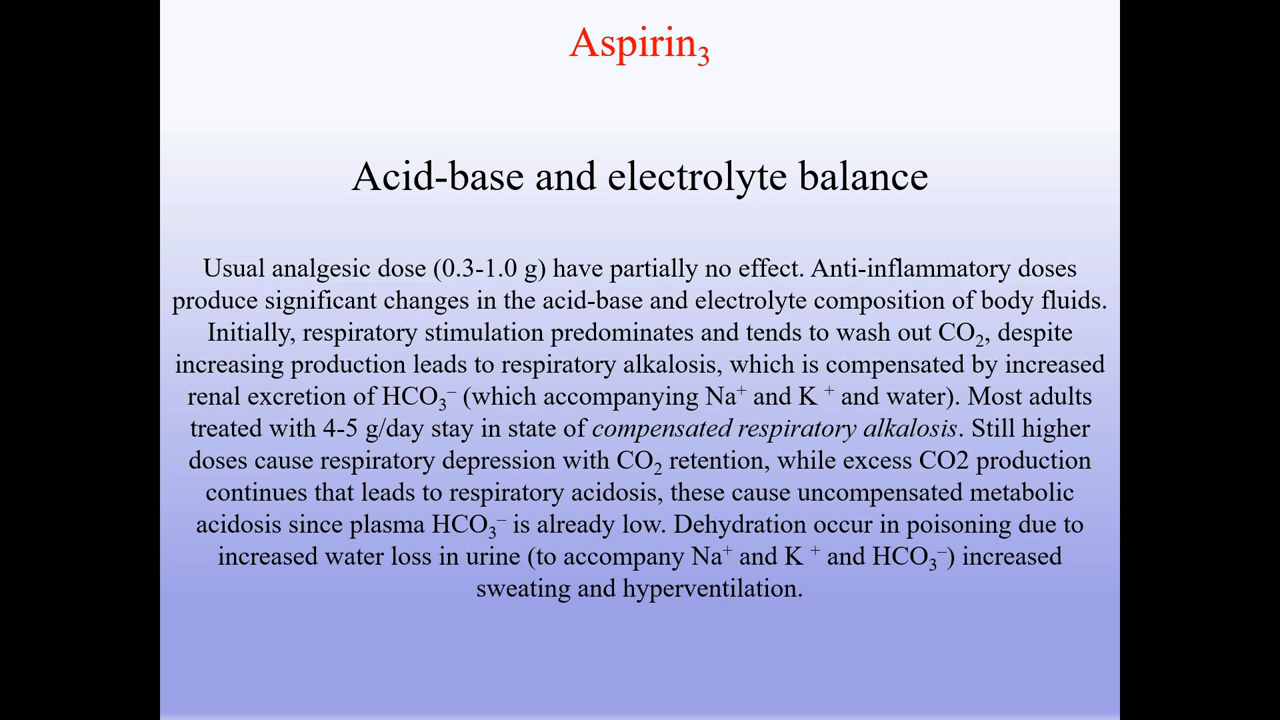 Aspirin₃
Acid-base and electrolyte balance
Usual analgesic dose (0.3-1.0 g) have partially no effect. Anti-inflammatory doses
produce significant changes in the acid-base and electrolyte composition of body fluids.
Initially, respiratory stimulation predominates and tends to wash out CO₂, despite
increasing production leads to respiratory alkalosis, which is compensated by increased
renal excretion of HCO₃⁻ (which accompanying Na⁺ and K ⁺ and water). Most adults
treated with 4-5 g/day stay in state of compensated respiratory alkalosis. Still higher
doses cause respiratory depression with CO₂ retention, while excess CO2 production
continues that leads to respiratory acidosis, these cause uncompensated metabolic
acidosis since plasma HCO₃⁻ is already low. Dehydration occur in poisoning due to
increased water loss in urine (to accompany Na⁺ and K ⁺ and HCO₃⁻) increased
sweating and hyperventilation.